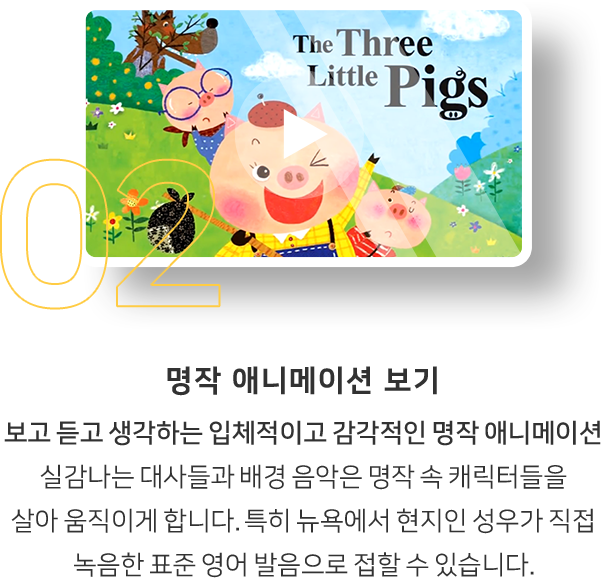 The Three
Little Pigs
02
명작 애니메이션 보기
보고 듣고 생각하는 입체적이고 감각적인 명작 애니메이션
실감나는 대사들과 배경 음악은 명작 속 캐릭터들을
살아 움직이게 합니다. 특히 뉴욕에서 현지인 성우가 직접
녹음한 표준 영어 발음으로 접할 수 있습니다.